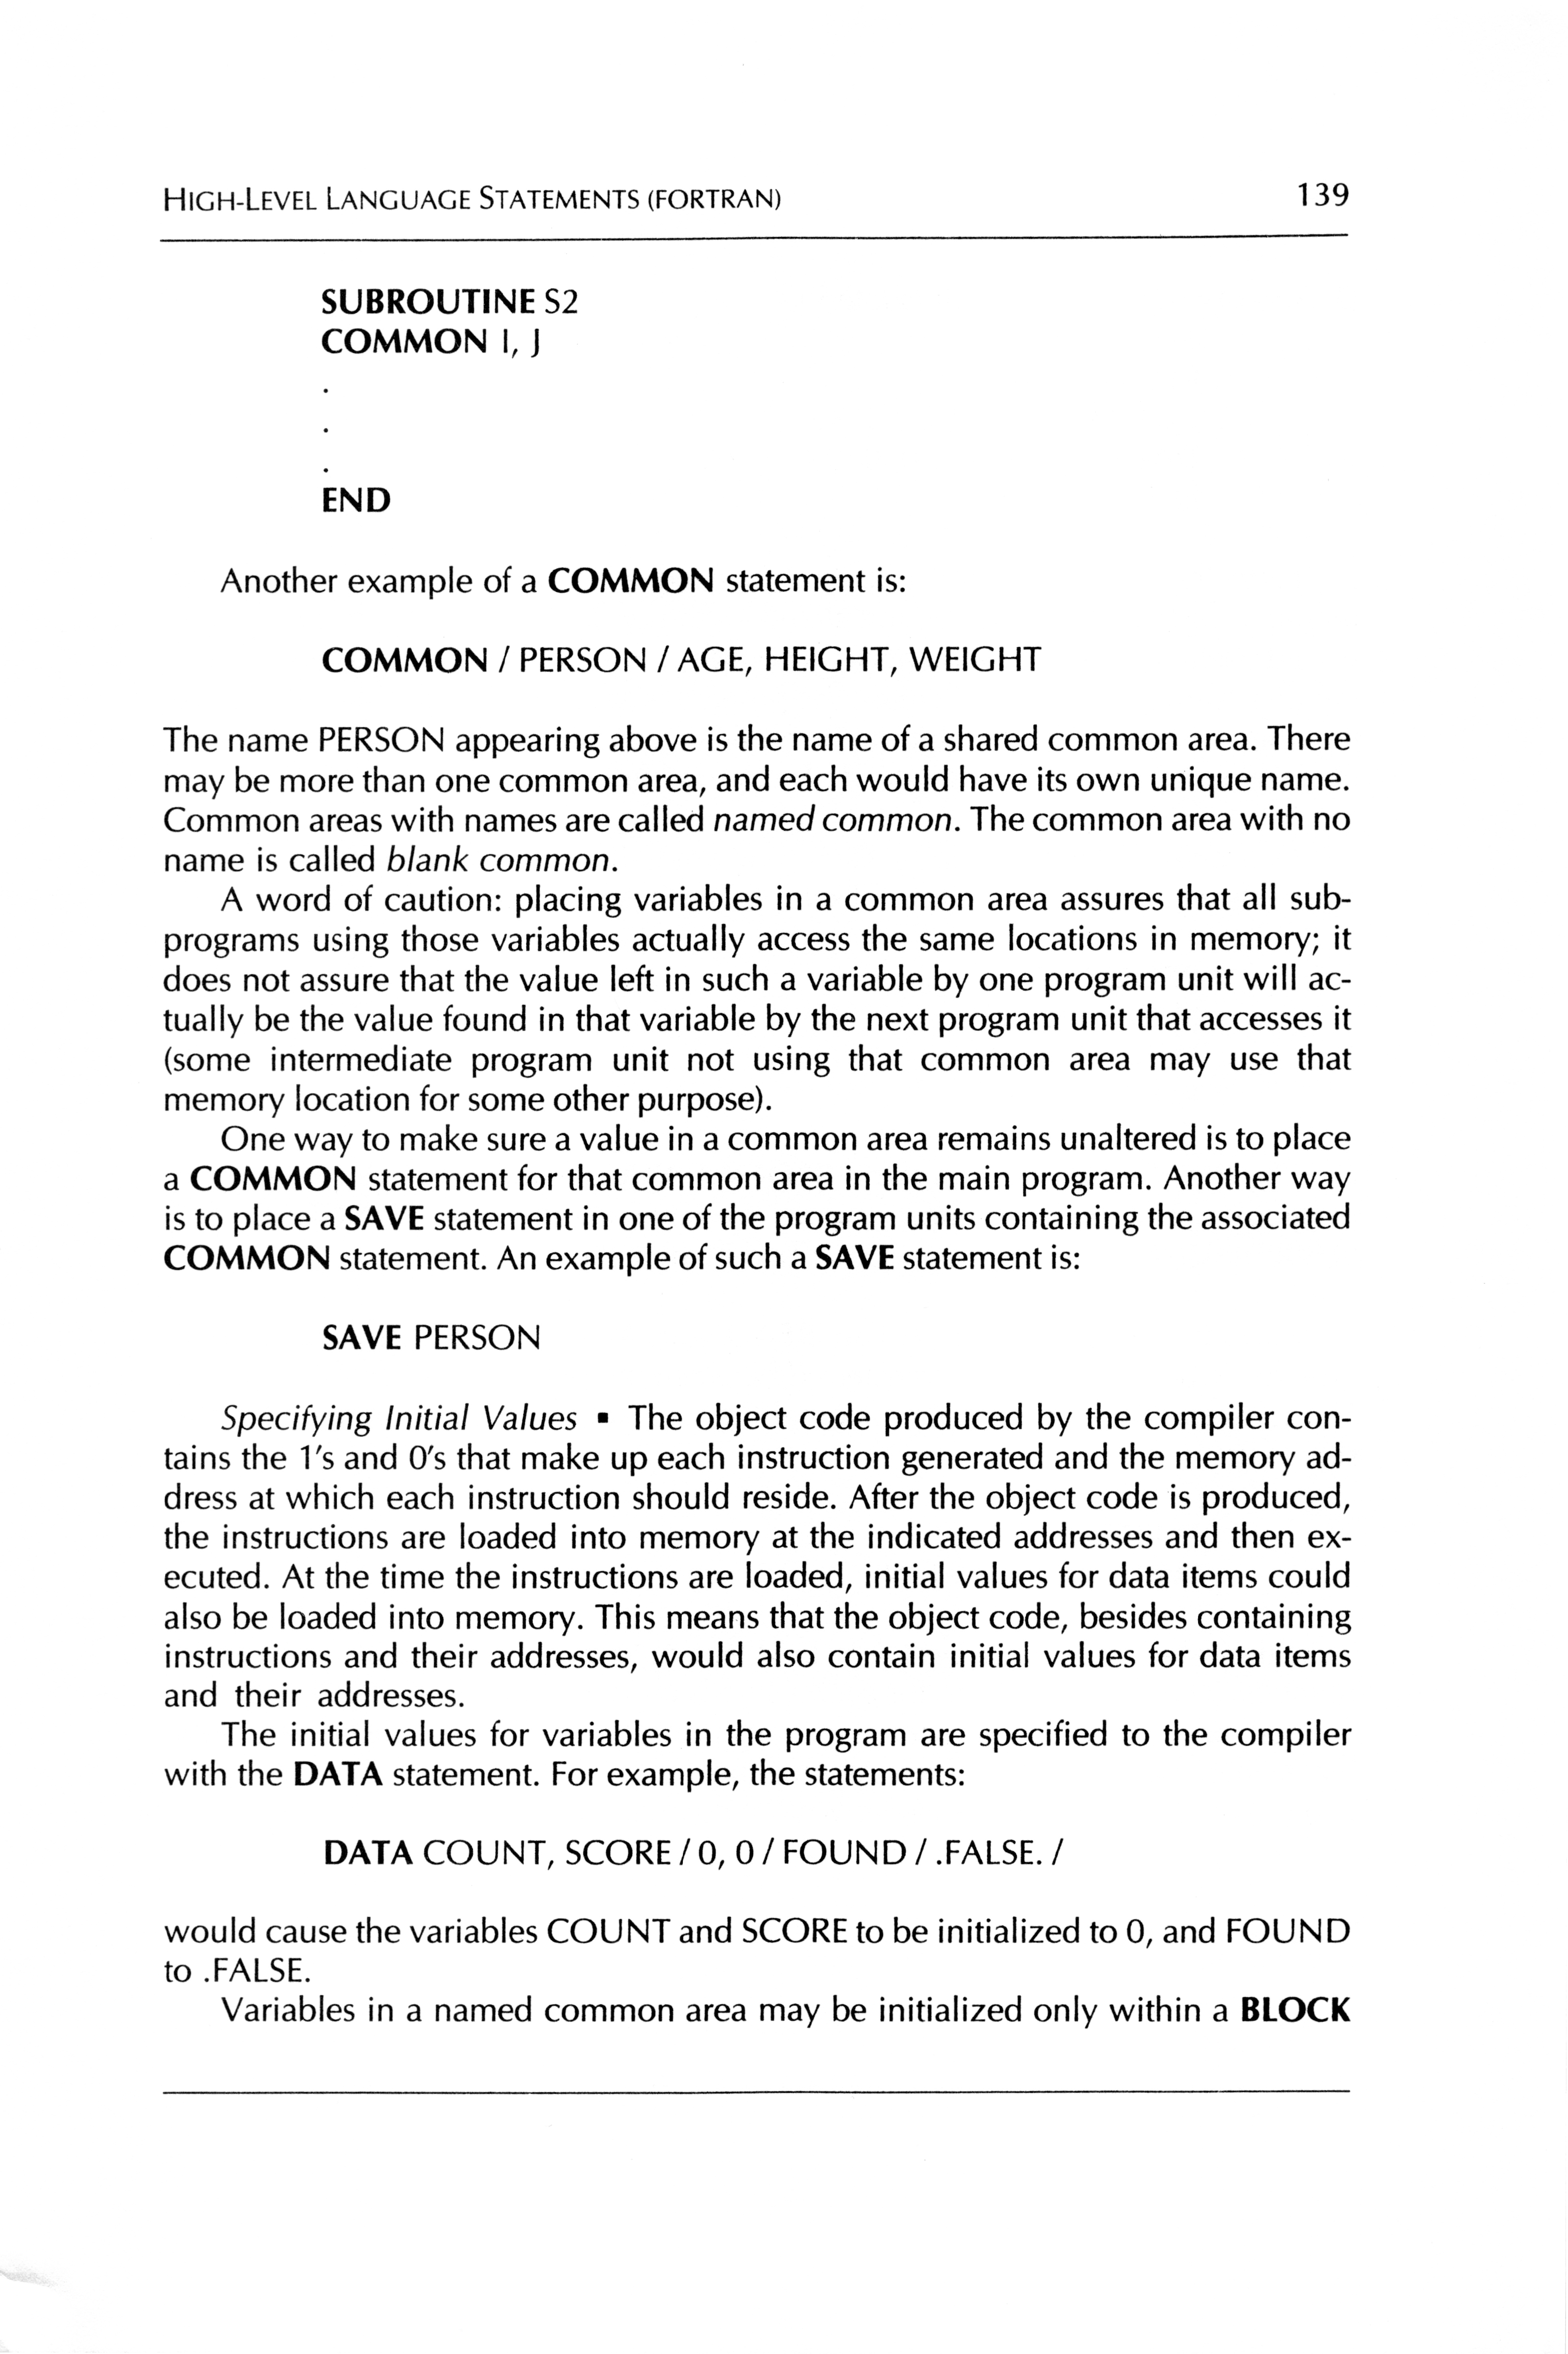 HIGH-LEVEL LANGUAGE STATEMENTS (FORTRAN) 139
SUBROUTINE S2
COMMON I, J
.
.
.
END
Another example of a COMMON statement is:
COMMON / PERSON / AGE, HEIGHT, WEIGHT
The name PERSON appearing above is the name of a shared common area. There
may be more than one common area, and each would have its own unique name.
Common areas with names are called named common. The common area with no
name is called blank common.
A word of caution: placing variables in a common area assures that all sub-
programs using those variables actually access the same locations in memory; it
does not assure that the value left in such a variable by one program unit will ac-
tually be the value found in that variable by the next program unit that accesses it
(some intermediate program unit not using that common area may use that
memory location for some other purpose).
One way to make sure a value in a common area remains unaltered is to place
a COMMON statement for that common area in the main program. Another way
is to place a SAVE statement in one of the program units containing the associated
COMMON statement. An example of such a SAVE statement is:
SAVE PERSON
Specifying Initial Values ▪ The object code produced by the compiler con-
tains the 1's and 0's that make up each instruction generated and the memory ad-
dress at which each instruction should reside. After the object code is produced,
the instructions are loaded into memory at the indicated addresses and then ex-
ecuted. At the time the instructions are loaded, initial values for data items could
also be loaded into memory. This means that the object code, besides containing
instructions and their addresses, would also contain initial values for data items
and their addresses.
The initial values for variables in the program are specified to the compiler
with the DATA statement. For example, the statements:
DATA COUNT, SCORE / 0, 0 / FOUND / .FALSE. /
would cause the variables COUNT and SCORE to be initialized to 0, and FOUND
to .FALSE.
Variables in a named common area may be initialized only within a BLOCK